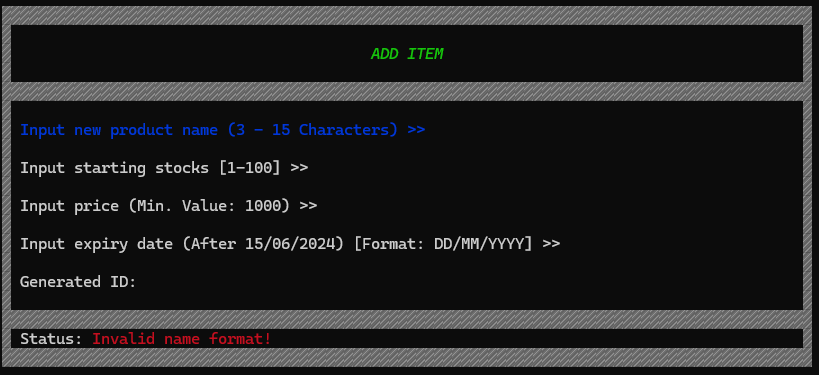 ADD ITEM
Input new product name (3 - 15 Characters) >>
Input starting stocks [1-100] >>
Input price (Min. Value: 1000) >>
Input expiry date (After 15/06/2024) [Format: DD/MM/YYYY] >>
Generated ID:
Status: Invalid name format!